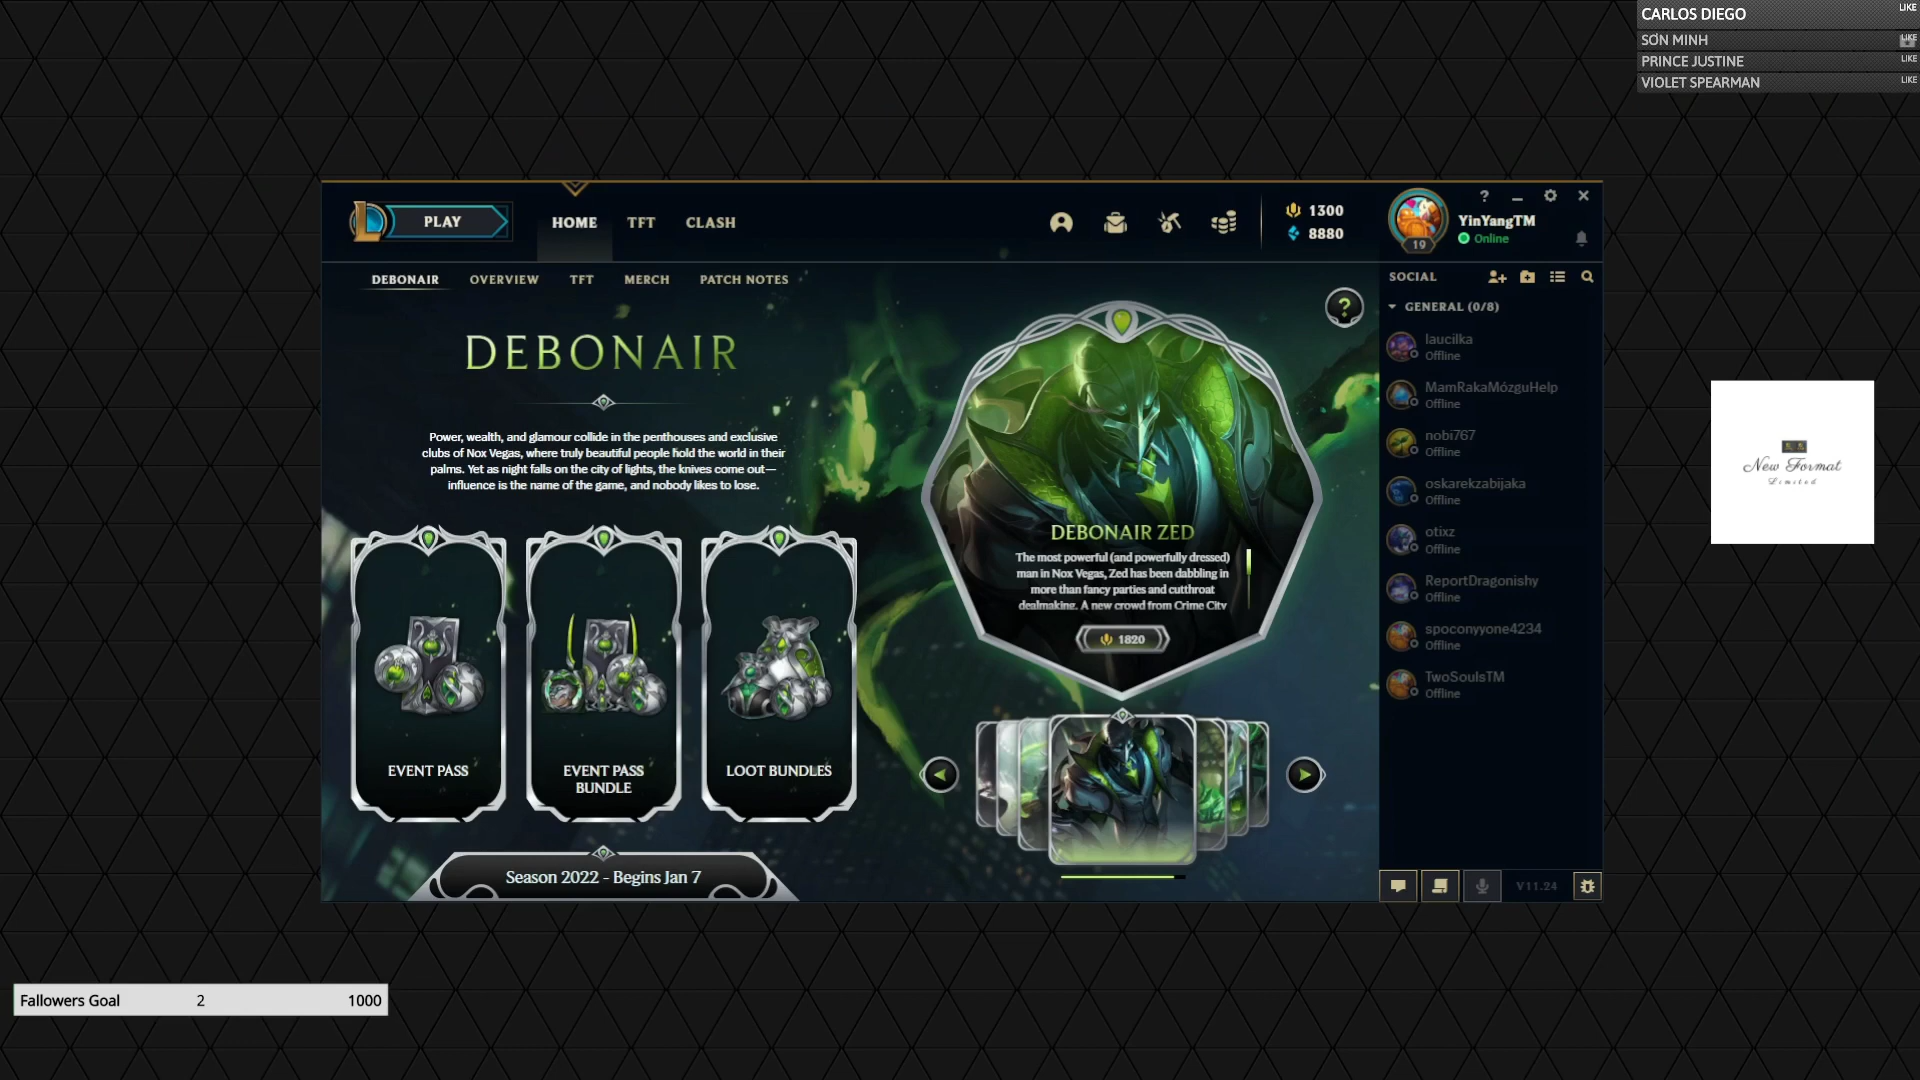 CARLOS DIEGO LIKE
SƠN MINH LIKE
PRINCE JUSTINE LIKE
VIOLET SPEARMAN LIKE
PLAY
HOME
TFT
CLASH
1300
8880
19
YinYangTM
Online
DEBONAIR
OVERVIEW
TFT
MERCH
PATCH NOTES
SOCIAL
GENERAL (0/8)
laucilka
Offline
MamRakaMózguHelp
Offline
nobi767
Offline
oskarekzabijaka
Offline
otixz
Offline
ReportDragonishy
Offline
spoconyyone4234
Offline
TwoSoulsTM
Offline
V11.24
DEBONAIR
Power, wealth, and glamour collide in the penthouses and exclusive
clubs of Nox Vegas, where truly beautiful people hold the world in their
palms. Yet as night falls on the city of lights, the knives come out—
influence is the name of the game, and nobody likes to lose.
EVENT PASS
EVENT PASS
BUNDLE
LOOT BUNDLES
Season 2022 - Begins Jan 7
?
?
DEBONAIR ZED
The most powerful (and powerfully dressed)
man in Nox Vegas, Zed has been dabbling in
more than fancy parties and cutthroat
dealmaking. A new crowd from Crime City
1820
New Format
Limited
Fallowers Goal 2 1000